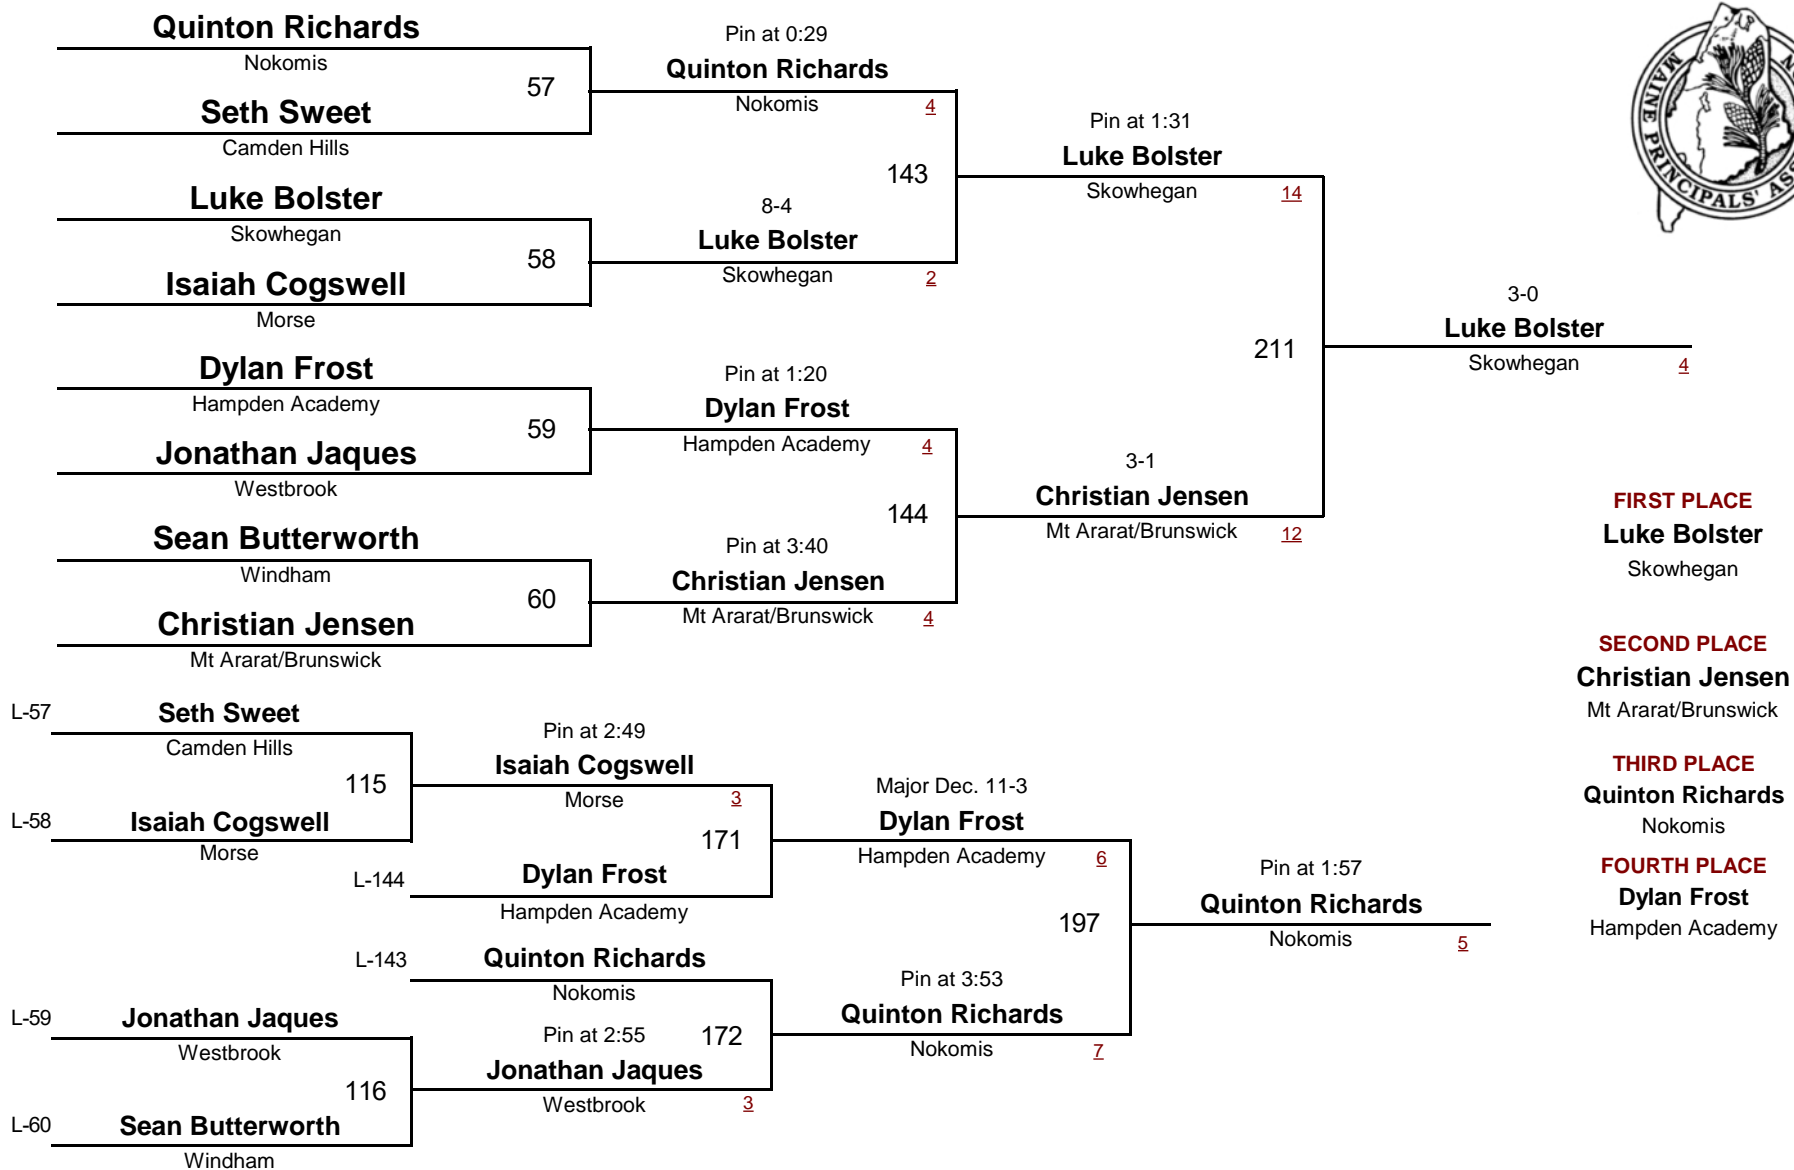 Quinton Richards
Nokomis
57
Seth Sweet
Camden Hills
Luke Bolster
Skowhegan
58
Isaiah Cogswell
Morse
Dylan Frost
Hampden Academy
59
Jonathan Jaques
Westbrook
Sean Butterworth
Windham
60
Christian Jensen
Mt Ararat/Brunswick
Pin at 0:29
Quinton Richards
Nokomis
4
143
8-4
Luke Bolster
Skowhegan
2
Pin at 1:20
Dylan Frost
Hampden Academy
4
144
Pin at 3:40
Christian Jensen
Mt Ararat/Brunswick
4
Pin at 1:31
Luke Bolster
Skowhegan
14
211
3-1
Christian Jensen
Mt Ararat/Brunswick
12
3-0
Luke Bolster
Skowhegan
4
MAINE PRINCIPALS' ASS
FIRST PLACE
Luke Bolster
Skowhegan
SECOND PLACE
Christian Jensen
Mt Ararat/Brunswick
THIRD PLACE
Quinton Richards
Nokomis
FOURTH PLACE
Dylan Frost
Hampden Academy
L-57
Seth Sweet
Camden Hills
115
L-58
Isaiah Cogswell
Morse
Pin at 2:49
Isaiah Cogswell
Morse
3
171
L-144
Dylan Frost
Hampden Academy
L-143
Quinton Richards
Nokomis
172
L-59
Jonathan Jaques
Westbrook
116
L-60
Sean Butterworth
Windham
Pin at 2:55
Jonathan Jaques
Westbrook
3
Major Dec. 11-3
Dylan Frost
Hampden Academy
6
197
Pin at 3:53
Quinton Richards
Nokomis
7
Pin at 1:57
Quinton Richards
Nokomis
5